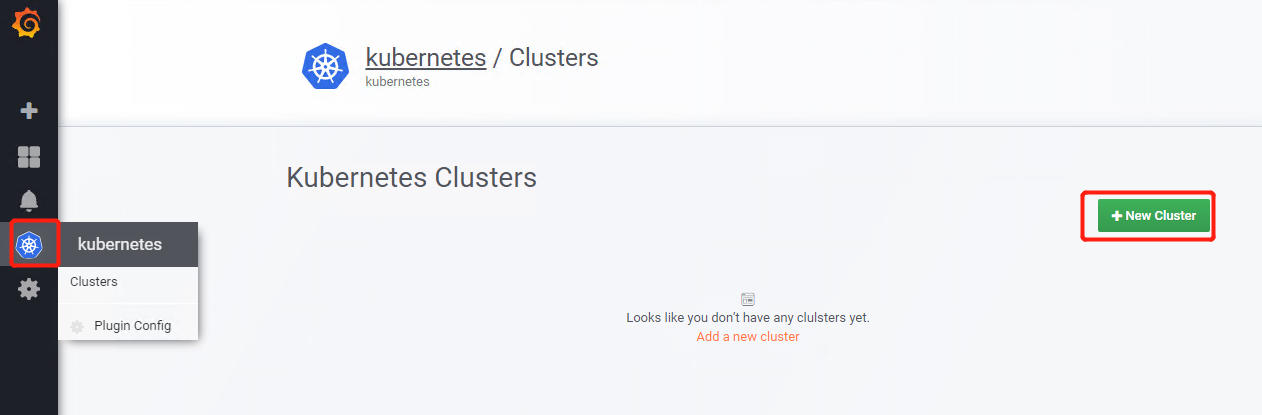 kubernetes / Clusters
kubernetes
Kubernetes Clusters
New Cluster
kubernetes
Clusters
Plugin Config
Looks like you don't have any clulsters yet.
Add a new cluster